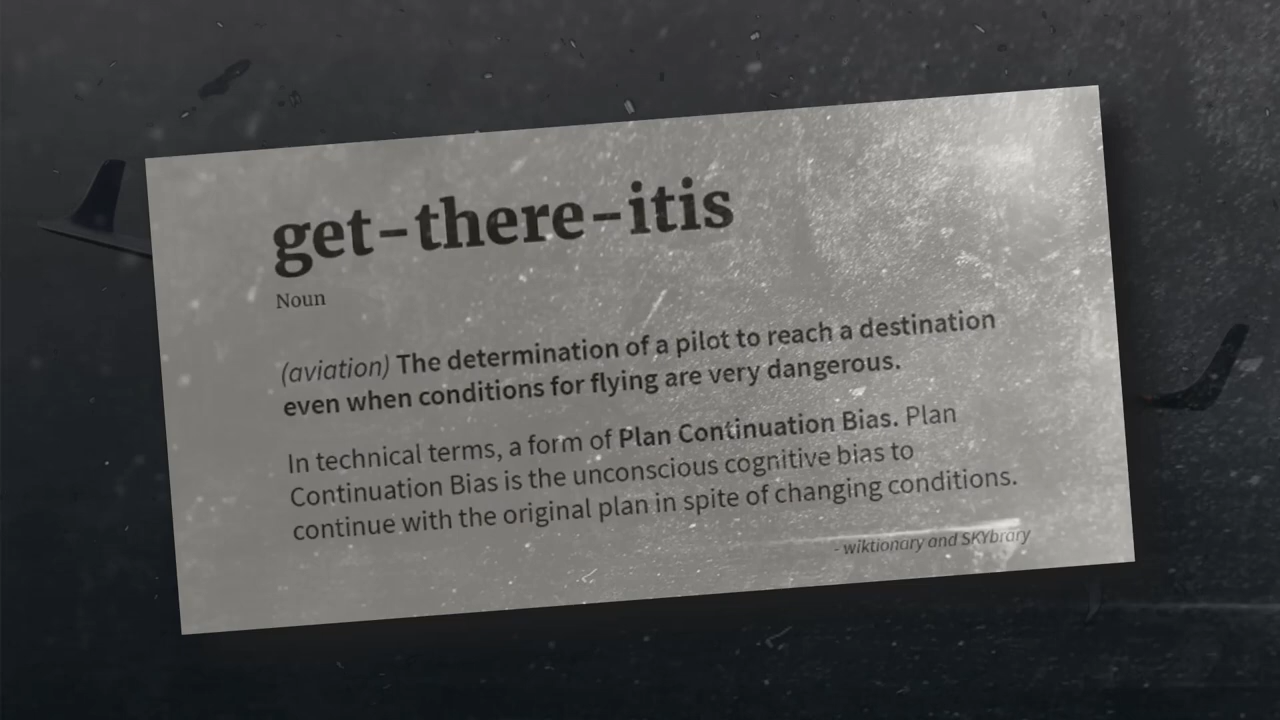 get-there-itis
Noun
(aviation) The determination of a pilot to reach a destination
even when conditions for flying are very dangerous.
In technical terms, a form of Plan Continuation Bias. Plan
Continuation Bias is the unconscious cognitive bias to
continue with the original plan in spite of changing conditions.
- wiktionary and SKYbrary